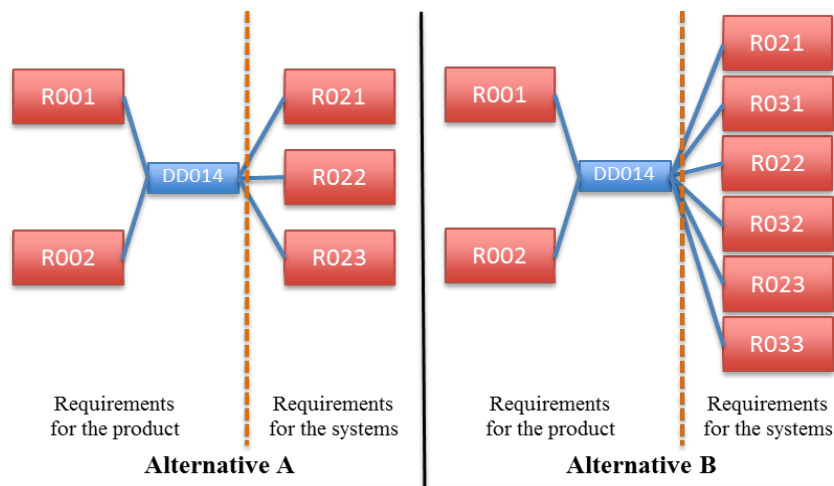 R001
R002
DD014
R021
R022
R023
Requirements
for the product
Requirements
for the systems
Alternative A
R001
R002
DD014
R021
R031
R022
R032
R023
R033
Requirements
for the product
Requirements
for the systems
Alternative B